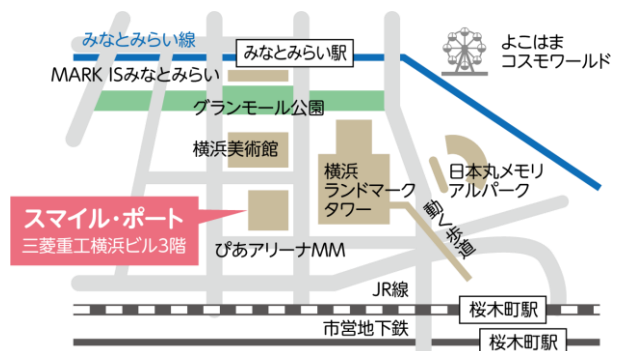 みなとみらい線
みなとみらい駅
よこはま
コスモワールド
MARK ISみなとみらい
グランモール公園
横浜美術館
横浜
ランドマーク
タワー
日本丸メモリ
アルパーク
スマイル・ポート
三菱重工横浜ビル3階
動く歩道
ぴあアリーナMM
JR線
桜木町駅
市営地下鉄
桜木町駅